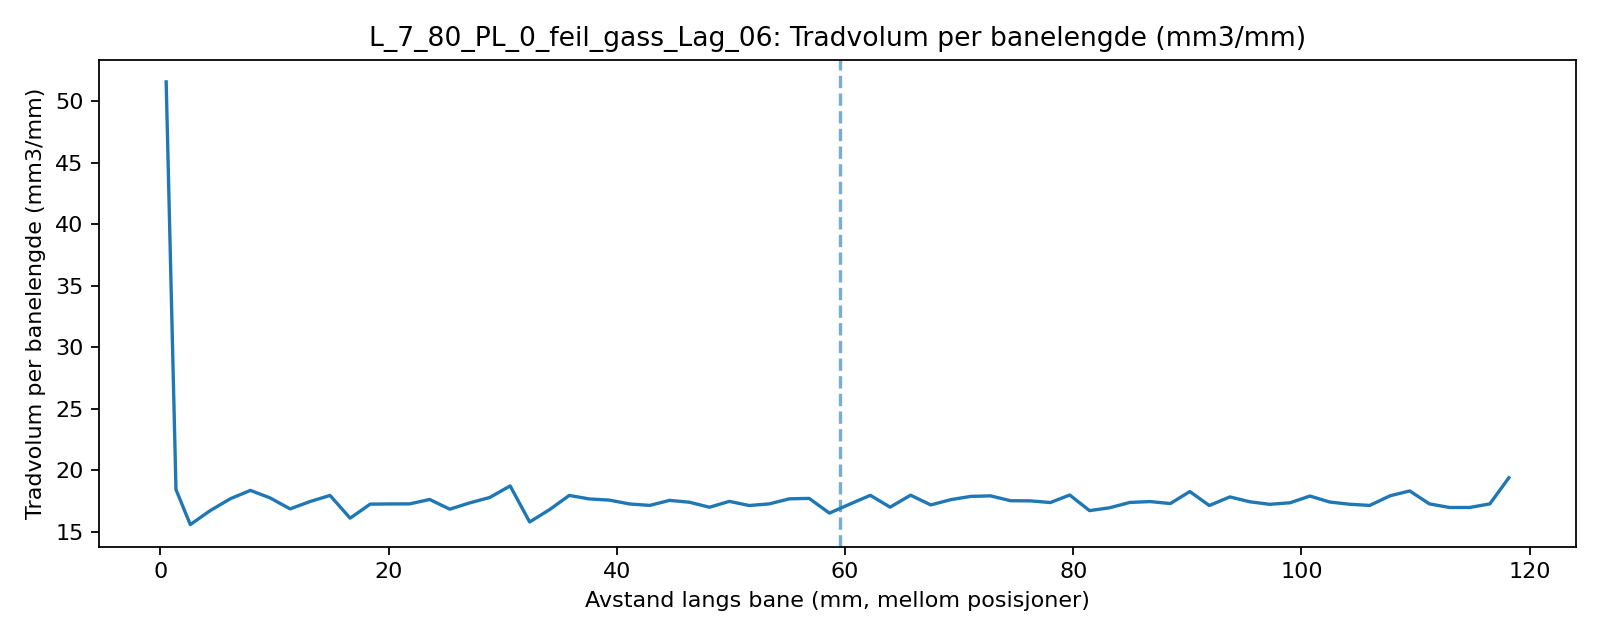 L_7_80_PL_0_feil_gass_Lag_06: Tradvolum per banelengde (mm3/mm)
Tradvolum per banelengde (mm3/mm)
50
45
40
35
30
25
20
15
0 20 40 60 80 100 120
Avstand langs bane (mm, mellom posisjoner)